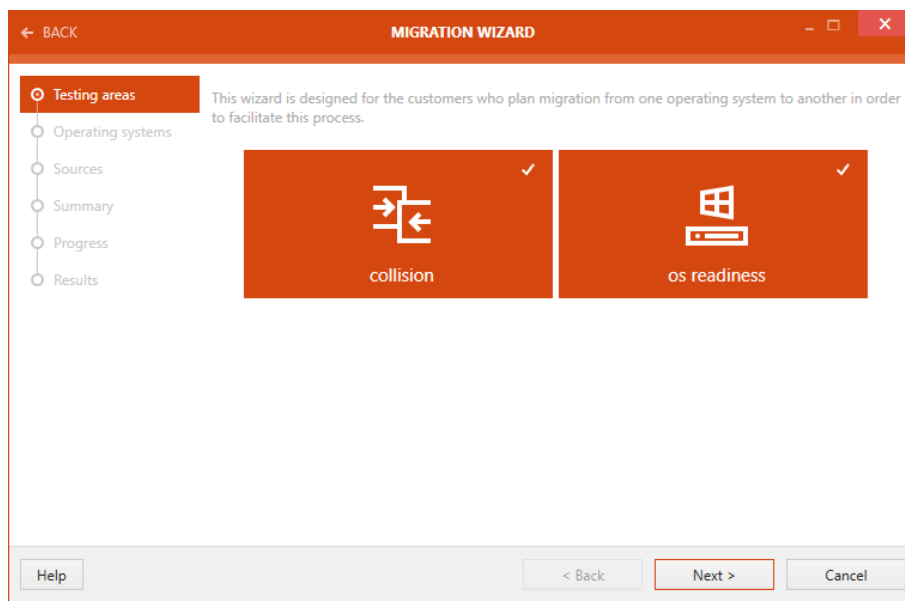 BACK
MIGRATION WIZARD
Testing areas
Operating systems
Sources
Summary
Progress
Results
This wizard is designed for the customers who plan migration from one operating system to another in order
to facilitate this process.
collision
os readiness
Help
< Back
Next >
Cancel